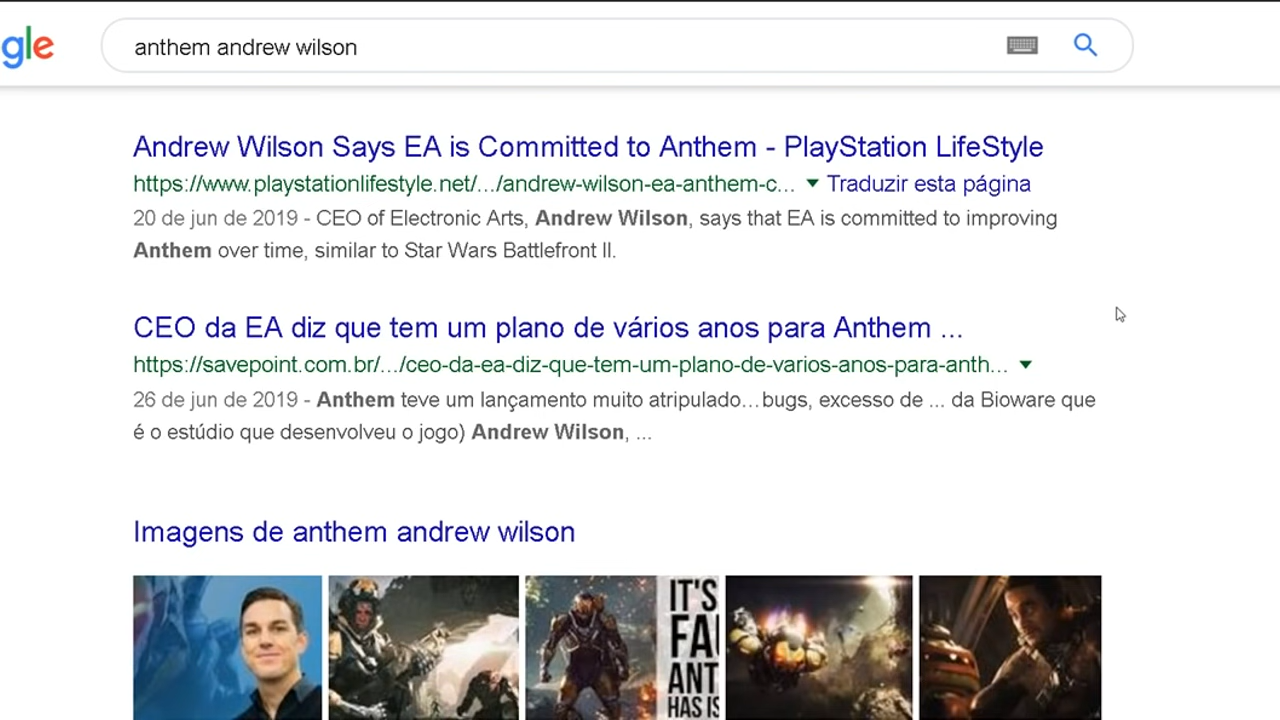 gle
anthem andrew wilson
Andrew Wilson Says EA is Committed to Anthem - PlayStation LifeStyle
https://www.playstationlifestyle.net/.../andrew-wilson-ea-anthem-c... ▼ Traduzir esta página
20 de jun de 2019 - CEO of Electronic Arts, Andrew Wilson, says that EA is committed to improving
Anthem over time, similar to Star Wars Battlefront II.
CEO da EA diz que tem um plano de vários anos para Anthem ...
https://savepoint.com.br/.../ceo-da-ea-diz-que-tem-um-plano-de-varios-anos-para-anth... ▼
26 de jun de 2019 - Anthem teve um lançamento muito atripulado…bugs, excesso de ... da Bioware que
é o estúdio que desenvolveu o jogo) Andrew Wilson, ...
Imagens de anthem andrew wilson
IT'S
FAU
ANT
HAS IS